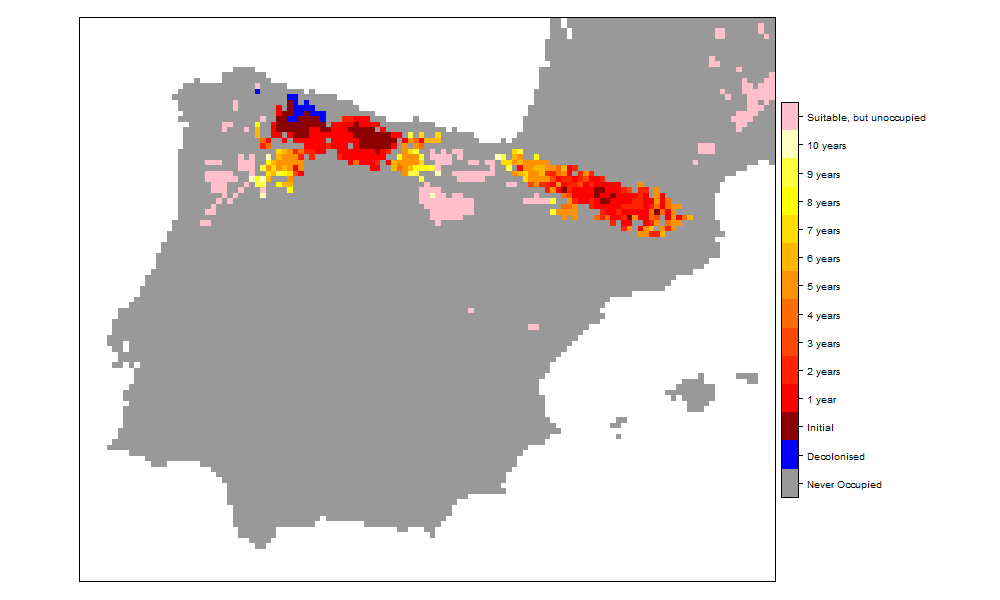 Suitable, but unoccupied
10 years
9 years
8 years
7 years
6 years
5 years
4 years
3 years
2 years
1 year
Initial
Decolonised
Never Occupied